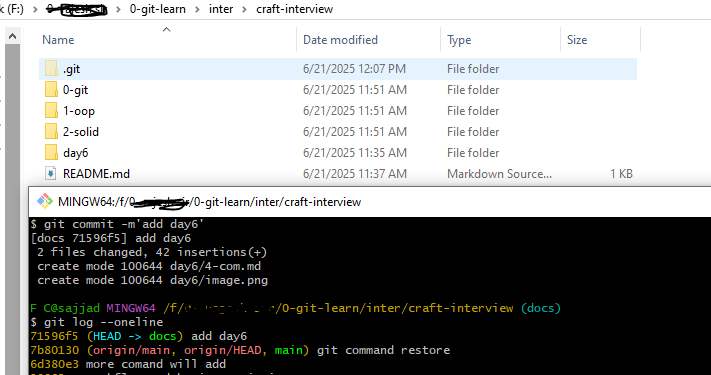 k (F:) > > 0-git-learn > inter > craft-interview
Name Date modified Type Size
.git 6/21/2025 12:07 PM File folder
0-git 6/21/2025 11:51 AM File folder
1-oop 6/21/2025 11:51 AM File folder
2-solid 6/21/2025 11:51 AM File folder
day6 6/21/2025 11:35 AM File folder
README.md 6/21/2025 11:37 AM Markdown Source... 1 KB
MINGW64:/f/ /0-git-learn/inter/craft-interview
$ git commit -m'add day6'
[docs 71596f5] add day6
2 files changed, 42 insertions(+)
create mode 100644 day6/4-com.md
create mode 100644 day6/image.png
F C@sajjad MINGW64 /f/ /0-git-learn/inter/craft-interview (docs)
$ git log --oneline
71596f5 (HEAD -> docs) add day6
7b80130 (origin/main, origin/HEAD, main) git command restore
6d380e3 more comand will add